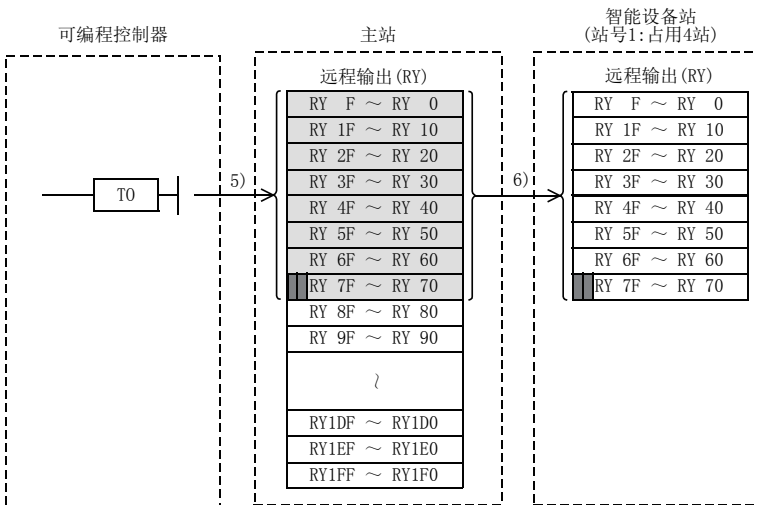 可编程控制器
主站
智能设备站
(站号1:占用4站)
远程输出(RY)
RY F ～ RY 0
RY 1F ～ RY 10
RY 2F ～ RY 20
RY 3F ～ RY 30
RY 4F ～ RY 40
RY 5F ～ RY 50
RY 6F ～ RY 60
RY 7F ～ RY 70
RY 8F ～ RY 80
RY 9F ～ RY 90
～
RY1DF ～ RY1D0
RY1EF ～ RY1E0
RY1FF ～ RY1F0
远程输出(RY)
RY F ～ RY 0
RY 1F ～ RY 10
RY 2F ～ RY 20
RY 3F ～ RY 30
RY 4F ～ RY 40
RY 5F ～ RY 50
RY 6F ～ RY 60
RY 7F ～ RY 70
TO
5)
6)